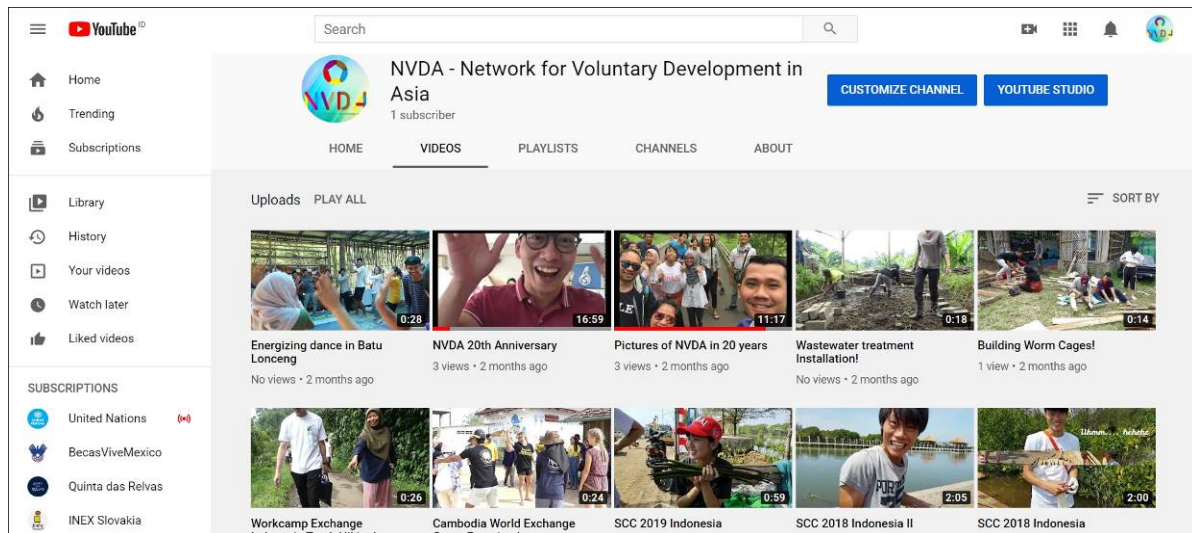 YouTube ID
Search
Home
Trending
Subscriptions
Library
History
Your videos
Watch later
Liked videos
SUBSCRIPTIONS
United Nations
BecasViveMexico
Quinta das Relvas
INEX Slovakia
NVDA
NVDA - Network for Voluntary Development in
Asia
1 subscriber
CUSTOMIZE CHANNEL
YOUTUBE STUDIO
HOME VIDEOS PLAYLISTS CHANNELS ABOUT
Uploads PLAY ALL
SORT BY
0:28
Energizing dance in Batu
Lonceng
No views • 2 months ago
16:59
NVDA 20th Anniversary
3 views • 2 months ago
11:17
Pictures of NVDA in 20 years
3 views • 2 months ago
0:18
Wastewater treatment
Installation!
No views • 2 months ago
0:14
Building Worm Cages!
1 view • 2 months ago
0:26
Workcamp Exchange
0:24
Cambodia World Exchange
0:59
SCC 2019 Indonesia
2:05
SCC 2018 Indonesia II
Uhmm.... hehehe
2:00
SCC 2018 Indonesia